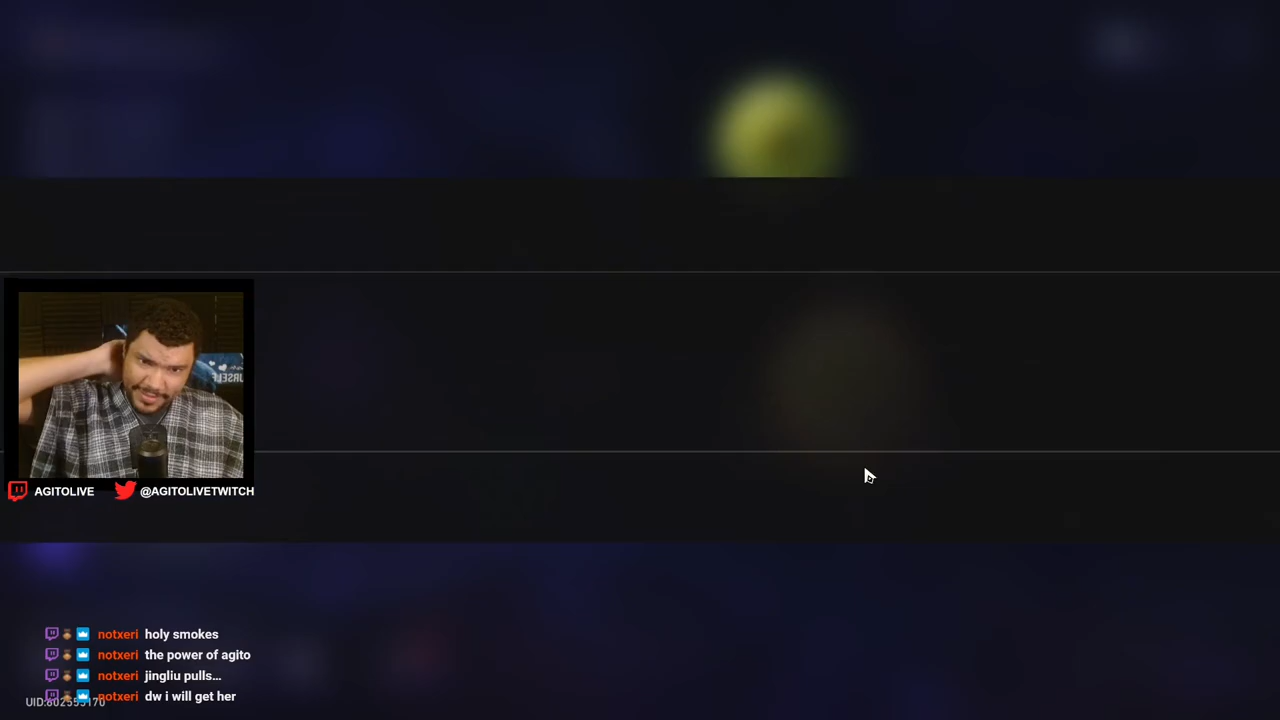 AGITOLIVE @AGITOLIVETWITCH
notxeri holy smokes
notxeri the power of agito
notxeri jingliu pulls...
notxeri dw i will get her